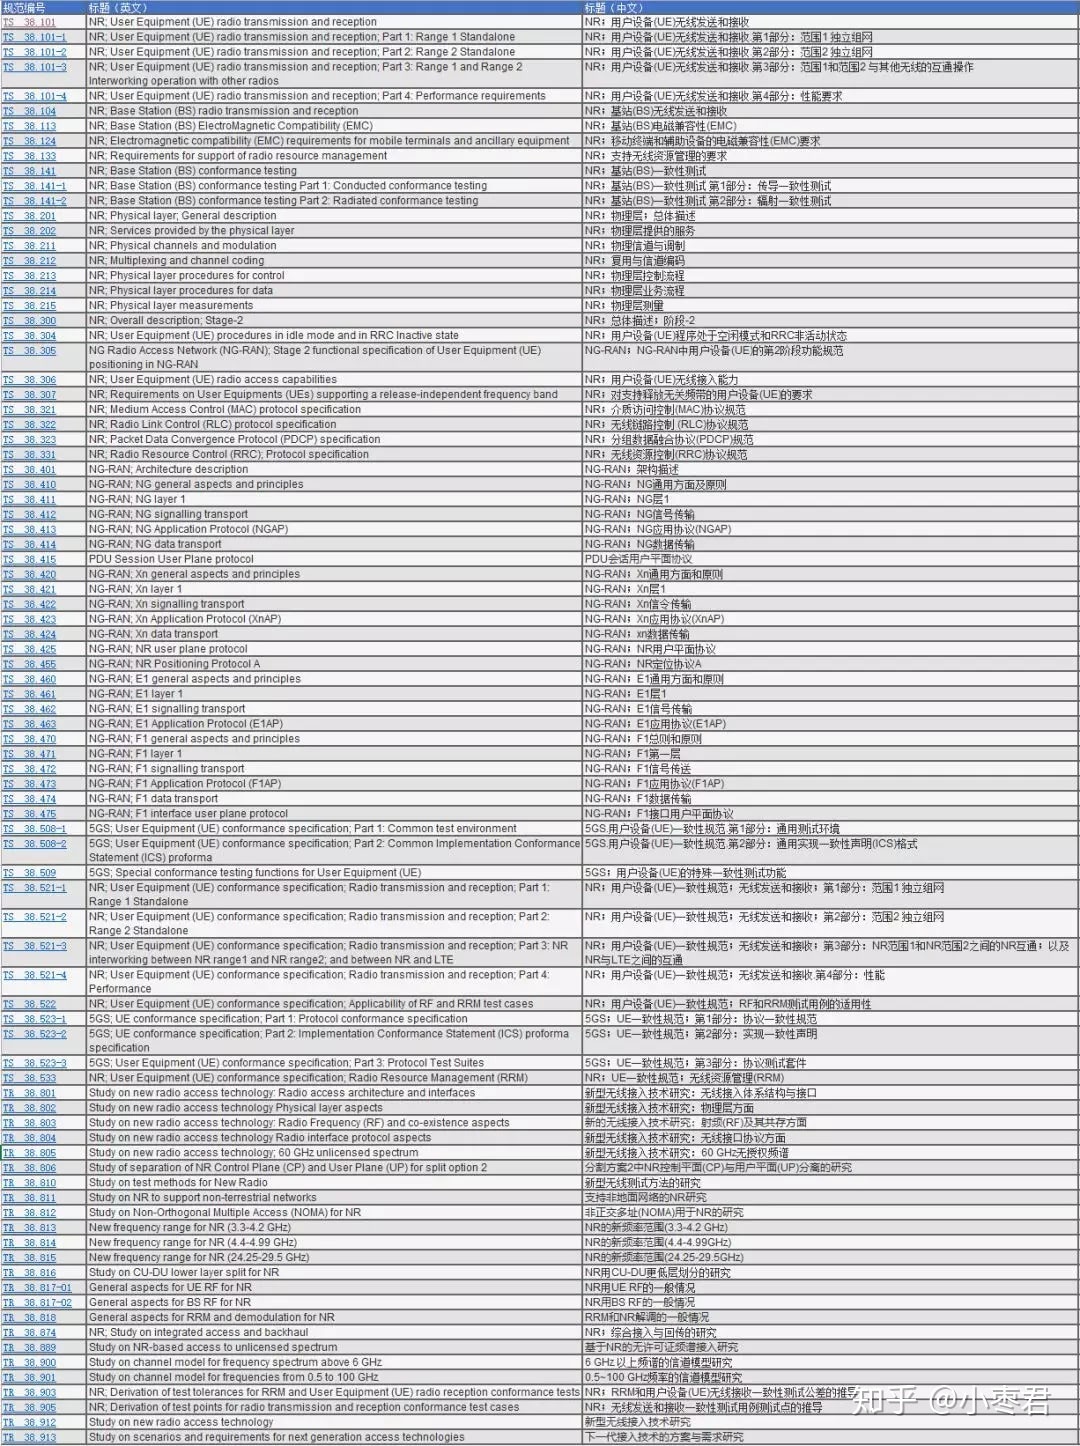 规范编号 标题（英文） 标题（中文）
TS 38.101 NR; User Equipment (UE) radio transmission and reception NR；用户设备(UE)无线发送和接收
TS 38.101-1 NR; User Equipment (UE) radio transmission and reception; Part 1: Range 1 Standalone NR；用户设备(UE)无线发送和接收.第1部分：范围1 独立组网
TS 38.101-2 NR; User Equipment (UE) radio transmission and reception; Part 2: Range 2 Standalone NR；用户设备(UE)无线发送和接收.第2部分：范围2 独立组网
TS 38.101-3 NR; User Equipment (UE) radio transmission and reception; Part 3: Range 1 and Range 2 NR；用户设备(UE)无线发送和接收.第3部分：范围1和范围2 与其他无线的互通操作
Interworking operation with other radios
TS 38.101-4 NR; User Equipment (UE) radio transmission and reception; Part 4: Performance requirements NR；用户设备(UE)无线发送和接收.第4部分：性能要求
TS 38.104 NR; Base Station (BS) radio transmission and reception NR；基站(BS)无线发送和接收
TS 38.113 NR; Base Station (BS) ElectroMagnetic Compatibility (EMC) NR；基站(BS)电磁兼容性(EMC)
TS 38.124 NR; Electromagnetic compatibility (EMC) requirements for mobile terminals and ancillary equipment NR；移动终端和辅助设备的电磁兼容性(EMC)要求
TS 38.133 NR; Requirements for support of radio resource management NR；支持无线资源管理的要求
TS 38.141 NR; Base Station (BS) conformance testing NR；基站(BS)一致性测试
TS 38.141-1 NR; Base Station (BS) conformance testing Part 1: Conducted conformance testing NR；基站(BS)一致性测试 第1部分：传导一致性测试
TS 38.141-2 NR; Base Station (BS) conformance testing Part 2: Radiated conformance testing NR；基站(BS)一致性测试 第2部分：辐射一致性测试
TS 38.201 NR; Physical layer; General description NR；物理层；总体描述
TS 38.202 NR; Services provided by the physical layer NR；物理层提供的服务
TS 38.211 NR; Physical channels and modulation NR；物理信道与调制
TS 38.212 NR; Multiplexing and channel coding NR；复用与信道编码
TS 38.213 NR; Physical layer procedures for control NR；物理层控制流程
TS 38.214 NR; Physical layer procedures for data NR；物理层业务流程
TS 38.215 NR; Physical layer measurements NR；物理层测量
TS 38.300 NR; Overall description; Stage-2 NR；总体描述；阶段-2
TS 38.304 NR; User Equipment (UE) procedures in idle mode and in RRC Inactive state NR；用户设备(UE)程序处于空闲模式和RRC非活动状态
TS 38.305 NG Radio Access Network (NG-RAN); Stage 2 functional specification of User Equipment (UE) NG-RAN；NG-RAN中用户设备(UE)的第2阶段功能规范
positioning in NG-RAN
TS 38.306 NR; User Equipment (UE) radio access capabilities NR；用户设备(UE)无线接入能力
TS 38.307 NR; Requirements on User Equipments (UEs) supporting a release-independent frequency band NR；对支持释放无关频带的用户设备(UE)的要求
TS 38.321 NR; Medium Access Control (MAC) protocol specification NR；介质访问控制(MAC)协议规范
TS 38.322 NR; Radio Link Control (RLC) protocol specification NR；无线链路控制 (RLC)协议规范
TS 38.323 NR; Packet Data Convergence Protocol (PDCP) specification NR；分组数据融合协议(PDCP)规范
TS 38.331 NR; Radio Resource Control (RRC); Protocol specification NR；无线资源控制(RRC)协议规范
TS 38.401 NG-RAN; Architecture description NG-RAN；架构描述
TS 38.410 NG-RAN; NG general aspects and principles NG-RAN；NG通用方面及原则
TS 38.411 NG-RAN; NG layer 1 NG-RAN；NG层1
TS 38.412 NG-RAN; NG signalling transport NG-RAN；NG信号传输
TS 38.413 NG-RAN; NG Application Protocol (NGAP) NG-RAN；NG应用协议(NGAP)
TS 38.414 NG-RAN; NG data transport NG-RAN；NG数据传输
TS 38.415 PDU Session User Plane protocol PDU会话用户平面协议
TS 38.420 NG-RAN; Xn general aspects and principles NG-RAN；Xn通用方面和原则
TS 38.421 NG-RAN; Xn layer 1 NG-RAN；Xn层1
TS 38.422 NG-RAN; Xn signalling transport NG-RAN；Xn信令传输
TS 38.423 NG-RAN; Xn Application Protocol (XnAP) NG-RAN；Xn应用协议(XnAP)
TS 38.424 NG-RAN; Xn data transport NG-RAN；xn数据传输
TS 38.425 NG-RAN; NR user plane protocol NG-RAN；NR用户平面协议
TS 38.455 NG-RAN; NR Positioning Protocol A NG-RAN；NR定位协议A
TS 38.460 NG-RAN; E1 general aspects and principles NG-RAN；E1通用方面和原则
TS 38.461 NG-RAN; E1 layer 1 NG-RAN；E1层1
TS 38.462 NG-RAN; E1 signalling transport NG-RAN；E1信号传输
TS 38.463 NG-RAN; E1 Application Protocol (E1AP) NG-RAN；E1应用协议(E1AP)
TS 38.470 NG-RAN; F1 general aspects and principles NG-RAN；F1总则和原则
TS 38.471 NG-RAN; F1 layer 1 NG-RAN；F1第一层
TS 38.472 NG-RAN; F1 signalling transport NG-RAN；F1信号传送
TS 38.473 NG-RAN; F1 Application Protocol (F1AP) NG-RAN；F1应用协议(F1AP)
TS 38.474 NG-RAN; F1 data transport NG-RAN；F1数据传输
TS 38.475 NG-RAN; F1 interface user plane protocol NG-RAN；F1接口用户平面协议
TS 38.508-1 5GS; User Equipment (UE) conformance specification; Part 1: Common test environment 5GS.用户设备(UE)一致性规范.第1部分：通用测试环境
TS 38.508-2 5GS; User Equipment (UE) conformance specification; Part 2: Common Implementation Conformance 5GS.用户设备(UE)一致性规范.第2部分：通用实现一致性声明(ICS)格式
Statement (ICS) proforma
TS 38.509 5GS; Special conformance testing functions for User Equipment (UE) 5GS；用户设备(UE)的特殊一致性测试功能
TS 38.521-1 NR; User Equipment (UE) conformance specification; Radio transmission and reception; Part 1: NR；用户设备(UE)一致性规范；无线发送和接收；第1部分：范围1 独立组网
Range 1 Standalone
TS 38.521-2 NR; User Equipment (UE) conformance specification; Radio transmission and reception; Part 2: NR；用户设备(UE)一致性规范；无线发送和接收；第2部分：范围2 独立组网
Range 2 Standalone
TS 38.521-3 NR; User Equipment (UE) conformance specification; Radio transmission and reception; Part 3: NR NR；用户设备(UE)一致性规范；无线发送和接收；第3部分：NR范围1和NR范围2之间的NR互通；以及
interworking between NR range1 and NR range2; and between NR and LTE NR与LTE之间的互通
TS 38.521-4 NR; User Equipment (UE) conformance specification; Radio transmission and reception; Part 4: NR；用户设备(UE)一致性规范；无线发送和接收.第4部分：性能
Performance
TS 38.522 NR; User Equipment (UE) conformance specification; Applicability of RF and RRM test cases NR；用户设备(UE)一致性规范；RF和RRM测试用例的适用性
TS 38.523-1 5GS; UE conformance specification; Part 1: Protocol conformance specification 5GS；UE一致性规范；第1部分：协议一致性规范
TS 38.523-2 5GS; UE conformance specification; Part 2: Implementation Conformance Statement (ICS) proforma 5GS；UE一致性规范；第2部分：实现一致性声明
specification
TS 38.523-3 5GS; User Equipment (UE) conformance specification; Part 3: Protocol Test Suites 5GS；UE一致性规范；第3部分：协议测试套件
TS 38.533 NR; User Equipment (UE) conformance specification; Radio Resource Management (RRM) NR；UE一致性规范；无线资源管理(RRM)
TR 38.801 Study on new radio access technology: Radio access architecture and interfaces 新型无线接入技术研究：无线接入体系结构与接口
TR 38.802 Study on new radio access technology Physical layer aspects 新型无线接入技术研究：物理层方面
TR 38.803 Study on new radio access technology: Radio Frequency (RF) and co-existence aspects 新的无线接入技术研究：射频(RF)及其共存方面
TR 38.804 Study on new radio access technology Radio interface protocol aspects 新型无线接入技术研究：无线接口协议方面
TR 38.805 Study on new radio access technology; 60 GHz unlicensed spectrum 新型无线接入技术研究：60 GHz无授权频谱
TR 38.806 Study of separation of NR Control Plane (CP) and User Plane (UP) for split option 2 分割方案2中NR控制平面(CP)与用户平面(UP)分离的研究
TR 38.810 Study on test methods for New Radio 新型无线测试方法的研究
TR 38.811 Study on NR to support non-terrestrial networks 支持非地面网络的NR研究
TR 38.812 Study on Non-Orthogonal Multiple Access (NOMA) for NR 非正交多址(NOMA)用于NR的研究
TR 38.813 New frequency range for NR (3.3-4.2 GHz) NR的新频率范围(3.3-4.2 GHz)
TR 38.814 New frequency range for NR (4.4-4.99 GHz) NR的新频率范围(4.4-4.99GHz)
TR 38.815 New frequency range for NR (24.25-29.5 GHz) NR的新频率范围(24.25-29.5GHz)
TR 38.816 Study on CU-DU lower layer split for NR NR用CU-DU更低层划分的研究
TR 38.817-01 General aspects for UE RF for NR NR用UE RF的一般情况
TR 38.817-02 General aspects for BS RF for NR NR用BS RF的一般情况
TR 38.818 General aspects for RRM and demodulation for NR RRM和NR解调的一般情况
TR 38.874 NR; Study on integrated access and backhaul NR；综合接入与回传的研究
TR 38.889 Study on NR-based access to unlicensed spectrum 基于NR的无许可证频谱接入研究
TR 38.900 Study on channel model for frequency spectrum above 6 GHz 6 GHz以上频谱的信道模型研究
TR 38.901 Study on channel model for frequencies from 0.5 to 100 GHz 0.5~100 GHz频率的信道模型研究
TR 38.903 NR; Derivation of test tolerances for RRM and User Equipment (UE) radio reception conformance tests NR；RRM和用户设备(UE)无线接收一致性测试公差的推导
TR 38.905 NR; Derivation of test points for radio transmission and reception conformance test cases NR；无线发送和接收一致性测试用例测试点的推导
TR 38.912 Study on new radio access technology 新型无线接入技术研究
TR 38.913 Study on scenarios and requirements for next generation access technologies 下一代接入技术的方案与需求研究
知乎 @小枣君